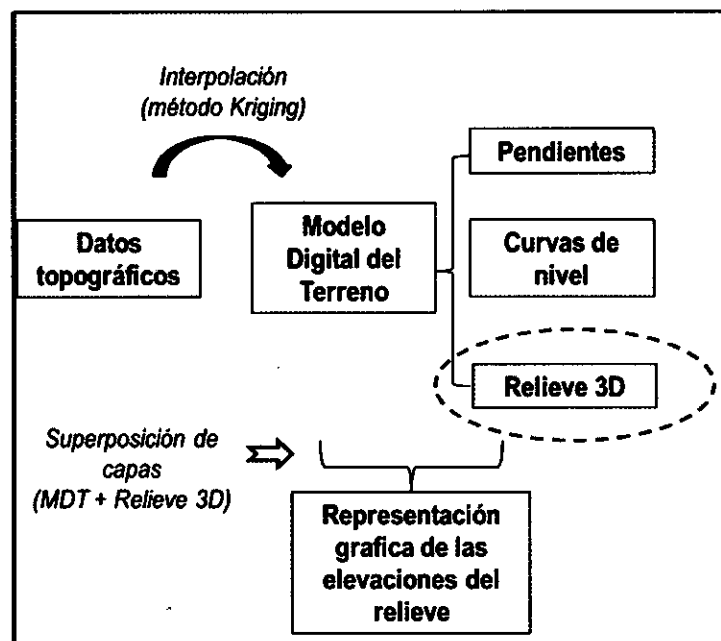 Interpolación
(método Kriging)
Datos
topográficos
Modelo
Digital del
Terreno
Pendientes
Curvas de
nivel
Relieve 3D
Superposición de
capas
(MDT + Relieve 3D)
Representación
grafica de las
elevaciones del
relieve